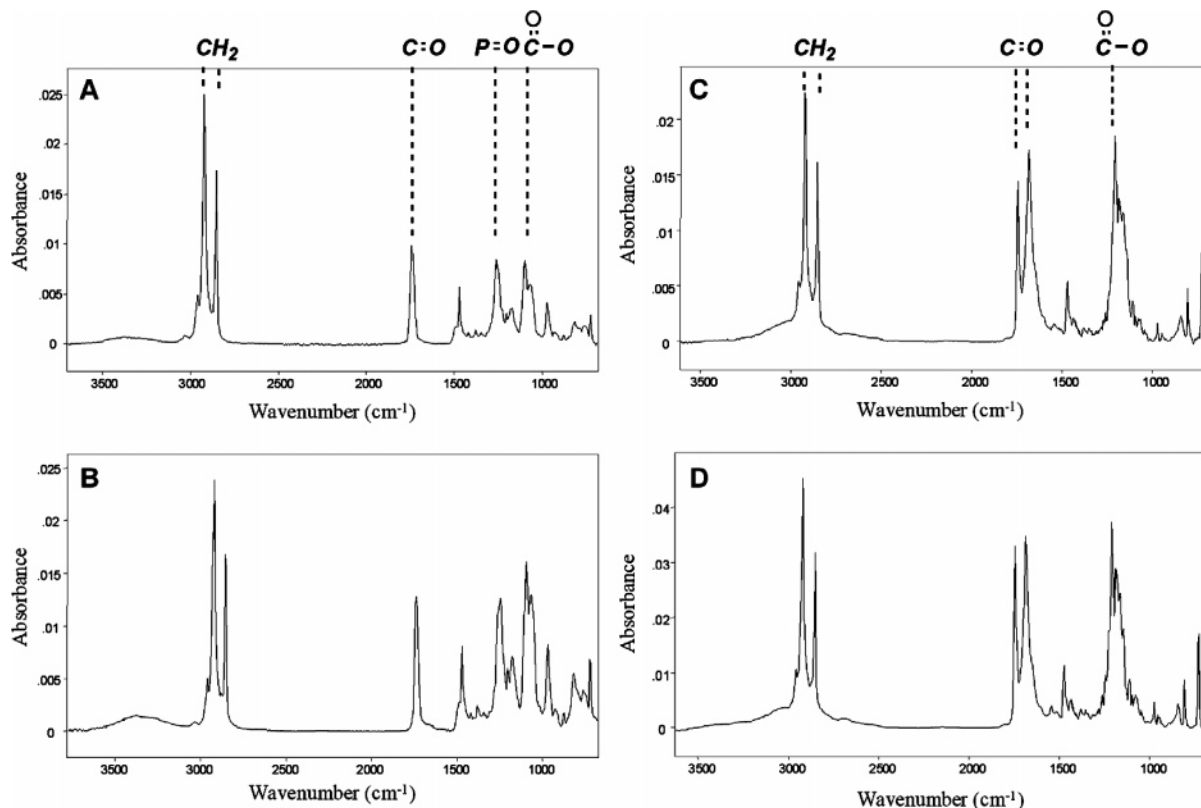 O
CH2 C=O P=O C-O
A
.025
.02
.015
.01
.005
0
Absorbance
3500 3000 2500 2000 1500 1000
Wavenumber (cm-1)
B
.025
.02
.015
.01
.005
0
Absorbance
3500 3000 2500 2000 1500 1000
Wavenumber (cm-1)
O
CH2 C=O C-O
C
.02
.015
.01
.005
0
Absorbance
3500 3000 2500 2000 1500 1000
Wavenumber (cm-1)
D
.04
.03
.02
.01
0
Absorbance
3500 3000 2500 2000 1500 1000
Wavenumber (cm-1)